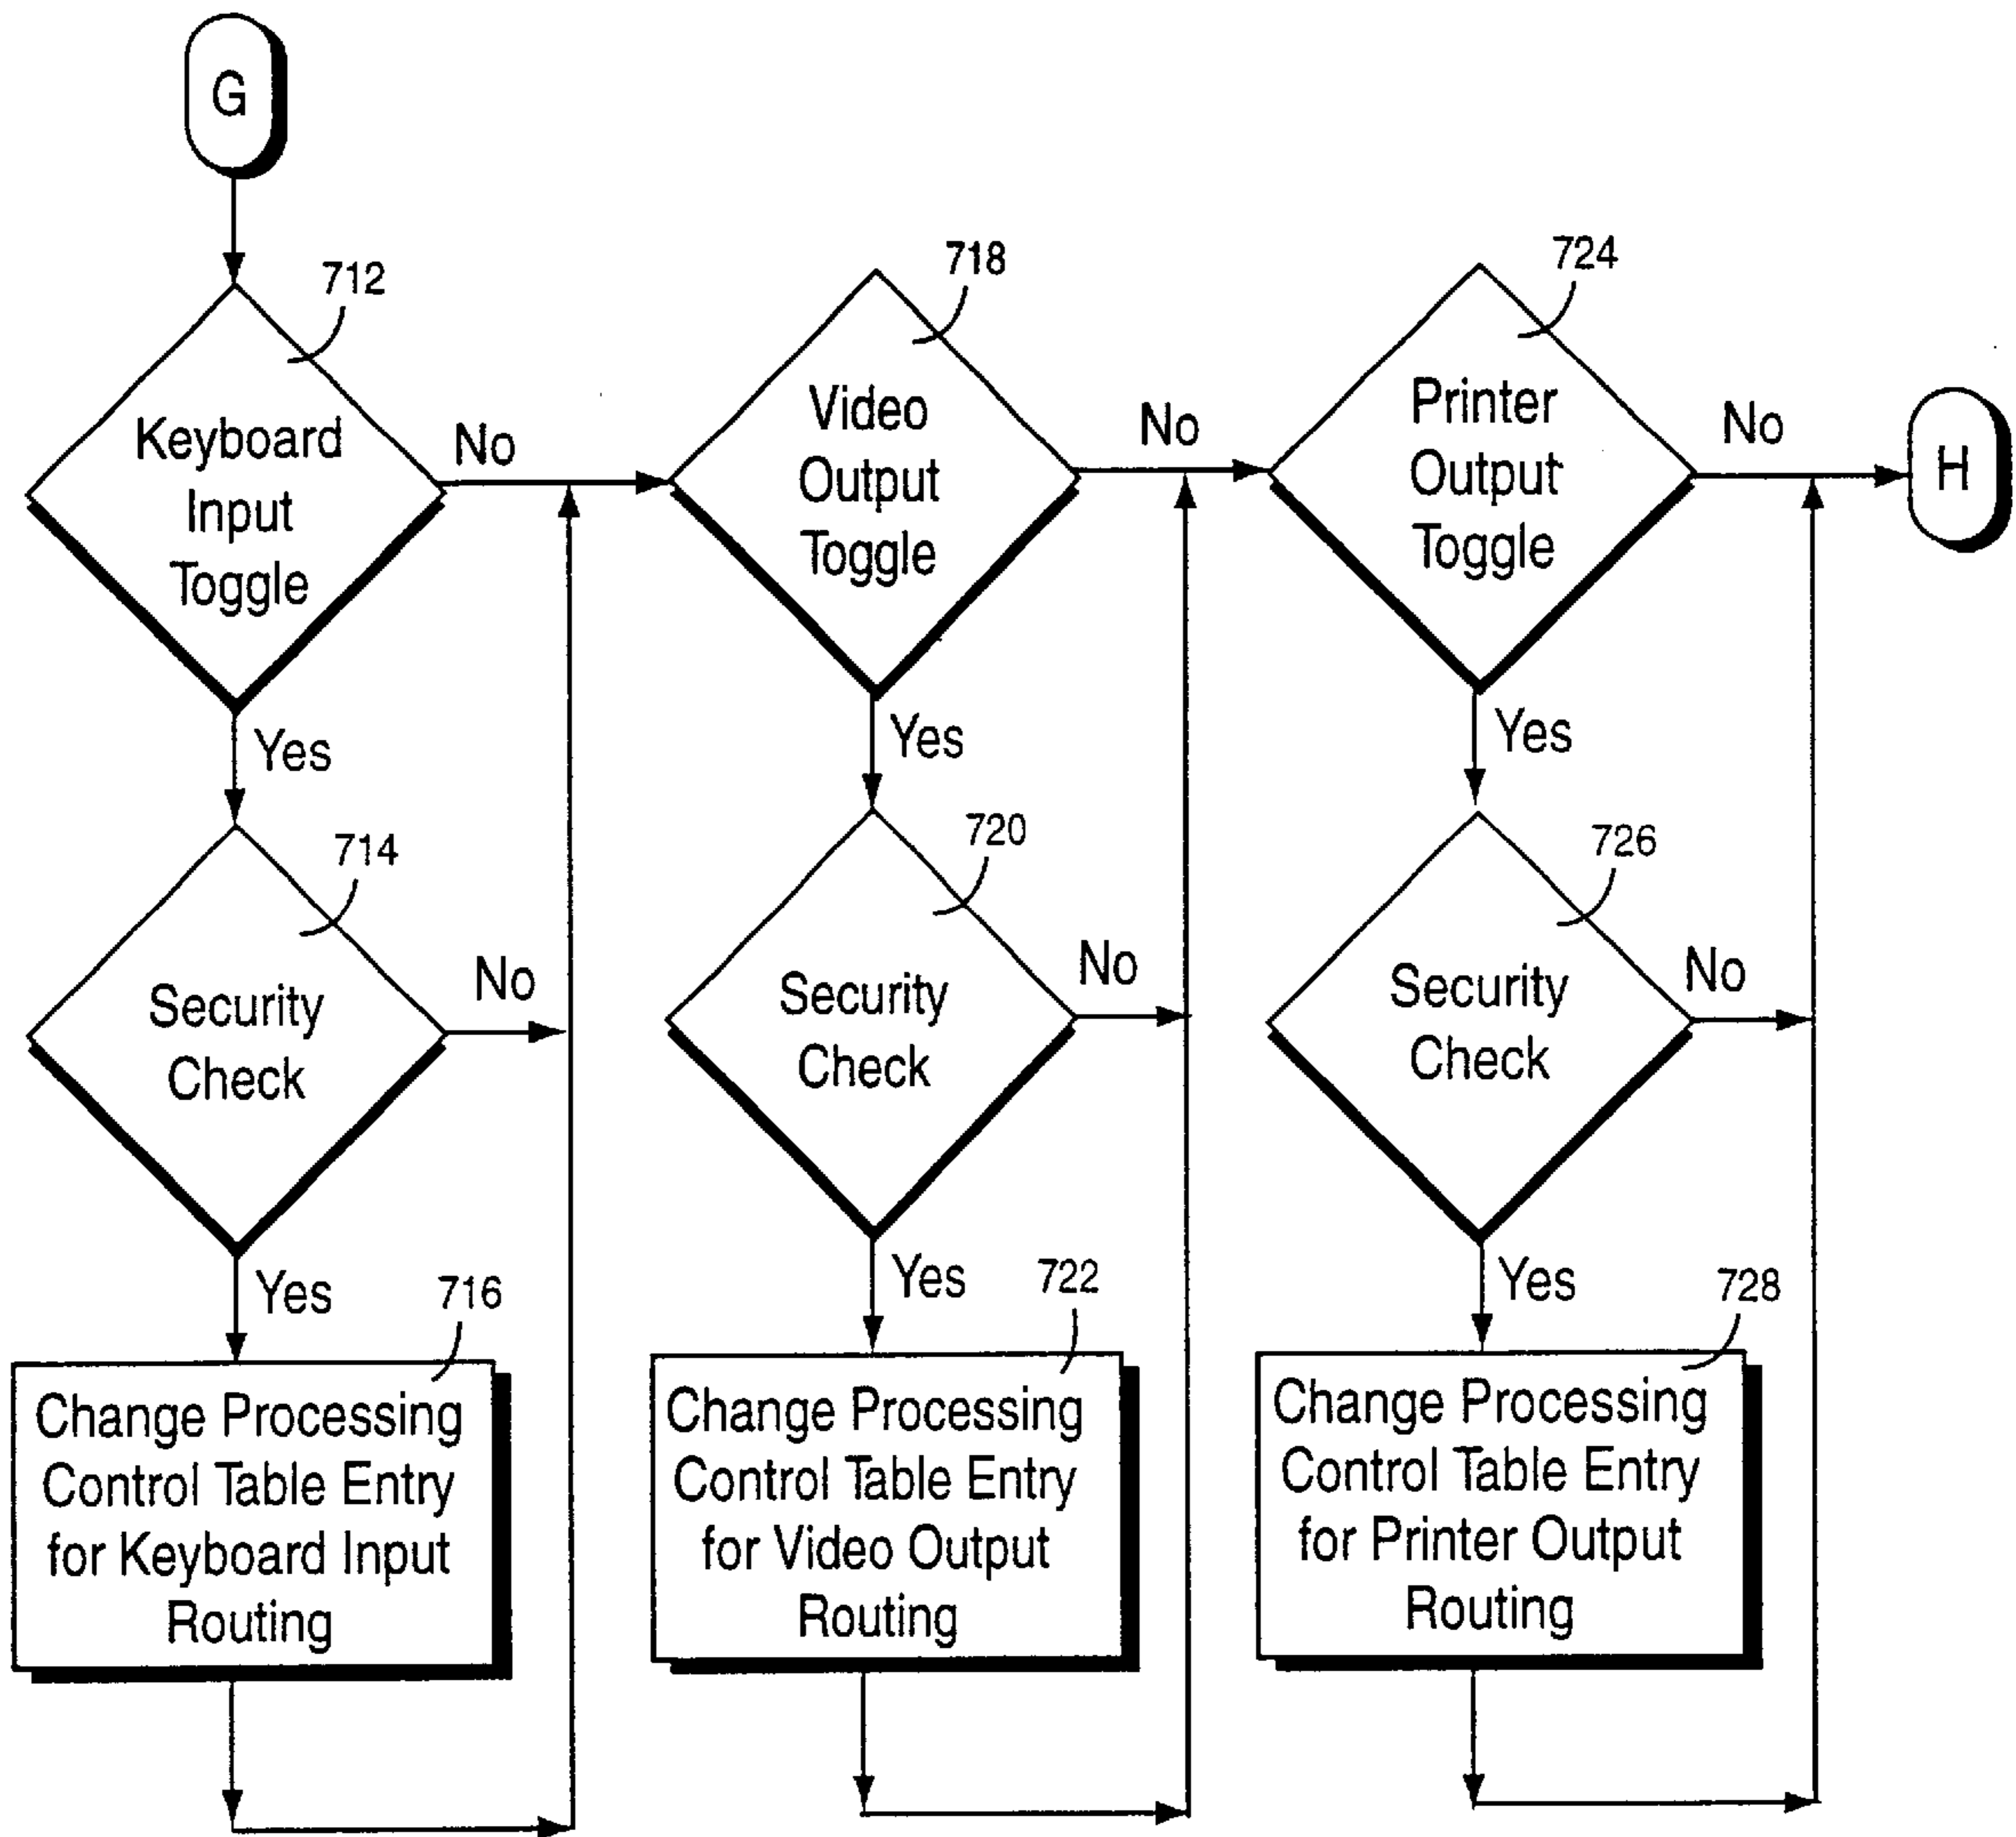 G
712
Keyboard
Input
Toggle
No
Yes
714
Security
Check
No
Yes
716
Change Processing
Control Table Entry
for Keyboard Input
Routing
718
Video
Output
Toggle
No
Yes
720
Security
Check
No
Yes
722
Change Processing
Control Table Entry
for Video Output
Routing
724
Printer
Output
Toggle
No
Yes
726
Security
Check
No
Yes
728
Change Processing
Control Table Entry
for Printer Output
Routing
H